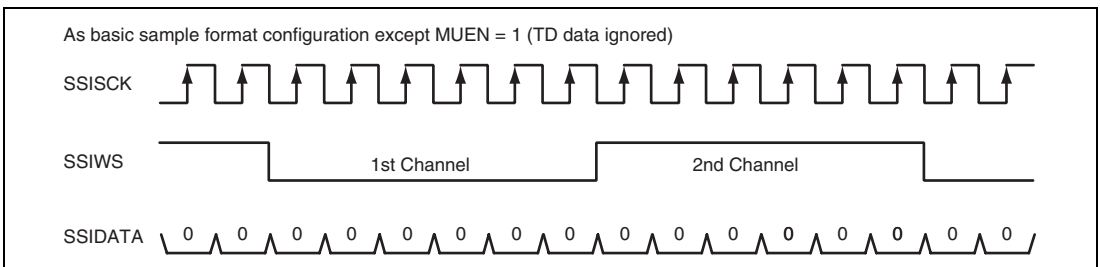 As basic sample format configuration except MUEN = 1 (TD data ignored)
SSISCK
SSIWS 1st Channel 2nd Channel
SSIDATA 0 0 0 0 0 0 0 0 0 0 0 0 0 0 0 0